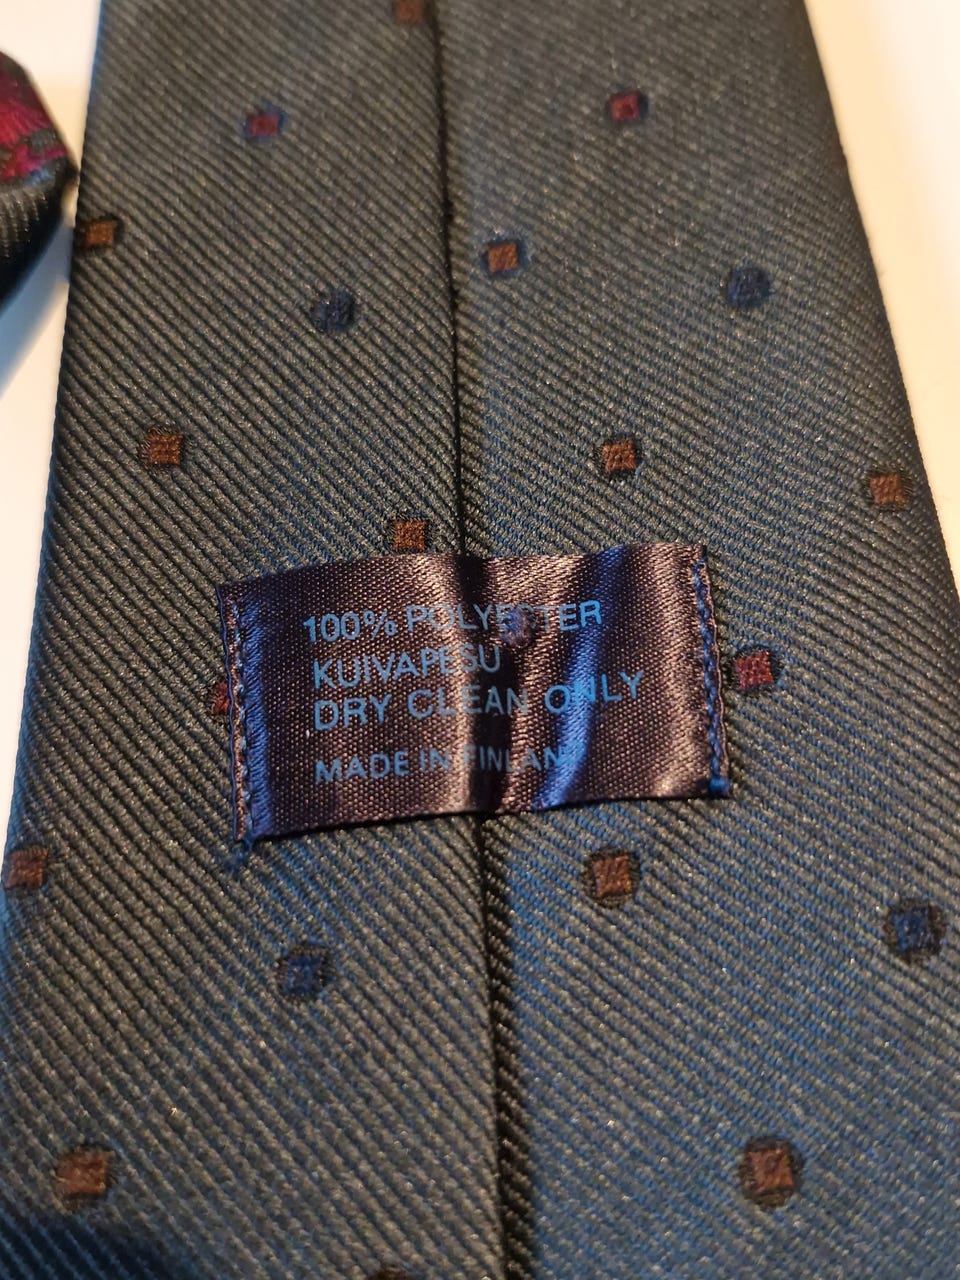 100% POLYESTER
KUIVAPESU
DRY CLEAN ONLY
MADE IN FINLAND